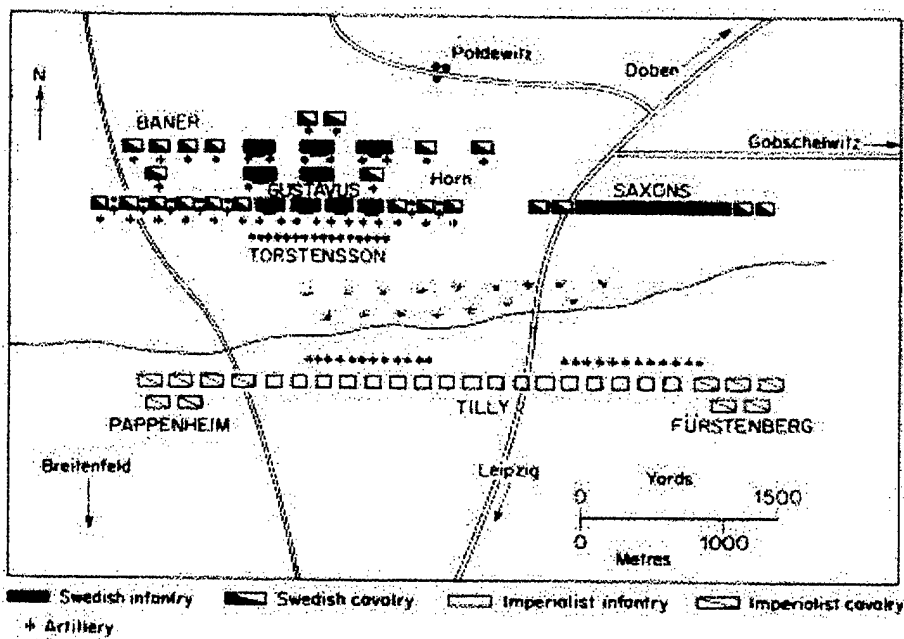 Poldewitz
Doben
N
BANER
Gobschelwitz
GUSTAVUS
Horn
SAXONS
TORSTENSSON
TILLY
PAPPENHEIM
FÜRSTENBERG
Breitenfeld
Leipzig
Yards
0 1500
0 1000
Metres
Swedish infantry Swedish cavalry Imperialist infantry Imperialist cavalry
Artillery